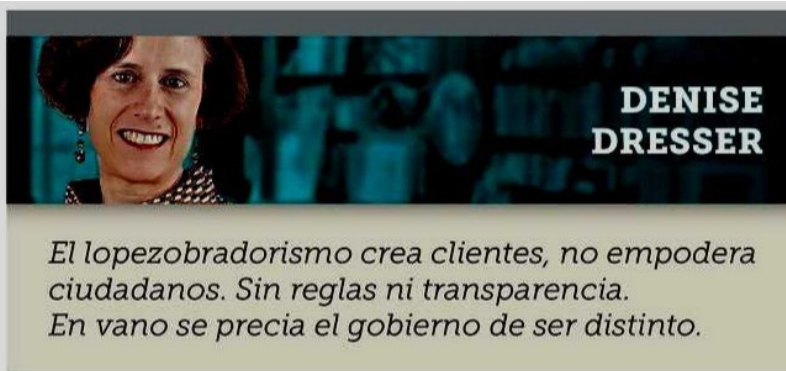 DENISE
DRESSER
El lopezobradorismo crea clientes, no empodera
ciudadanos. Sin reglas ni transparencia.
En vano se precia el gobierno de ser distinto.